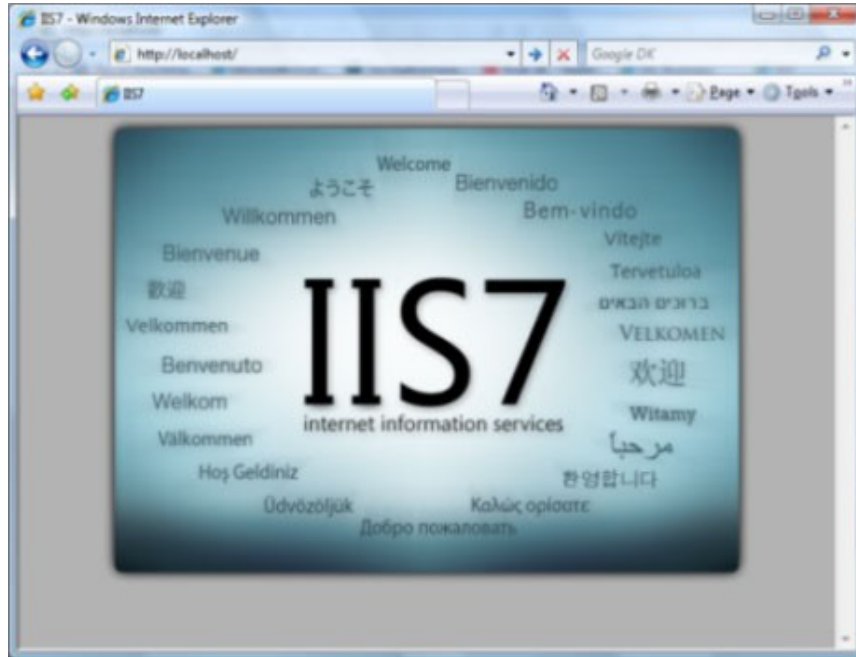 IIS7 - Windows Internet Explorer
http://localhost/
Google DK
IIS7
Page
Tools
Welcome
ようこそ
Bienvenido
Willkommen
Bem-vindo
Bienvenue
Vítejte
歡迎
Tervetuloa
ברוכים הבאים
Velkommen
VELKOMEN
Benvenuto
欢迎
IIS7
internet information services
Welkom
Witamy
Välkommen
مرحباً
Hoş Geldiniz
환영합니다
Üdvözöljük
Καλώς ορίσατε
Добро пожаловать